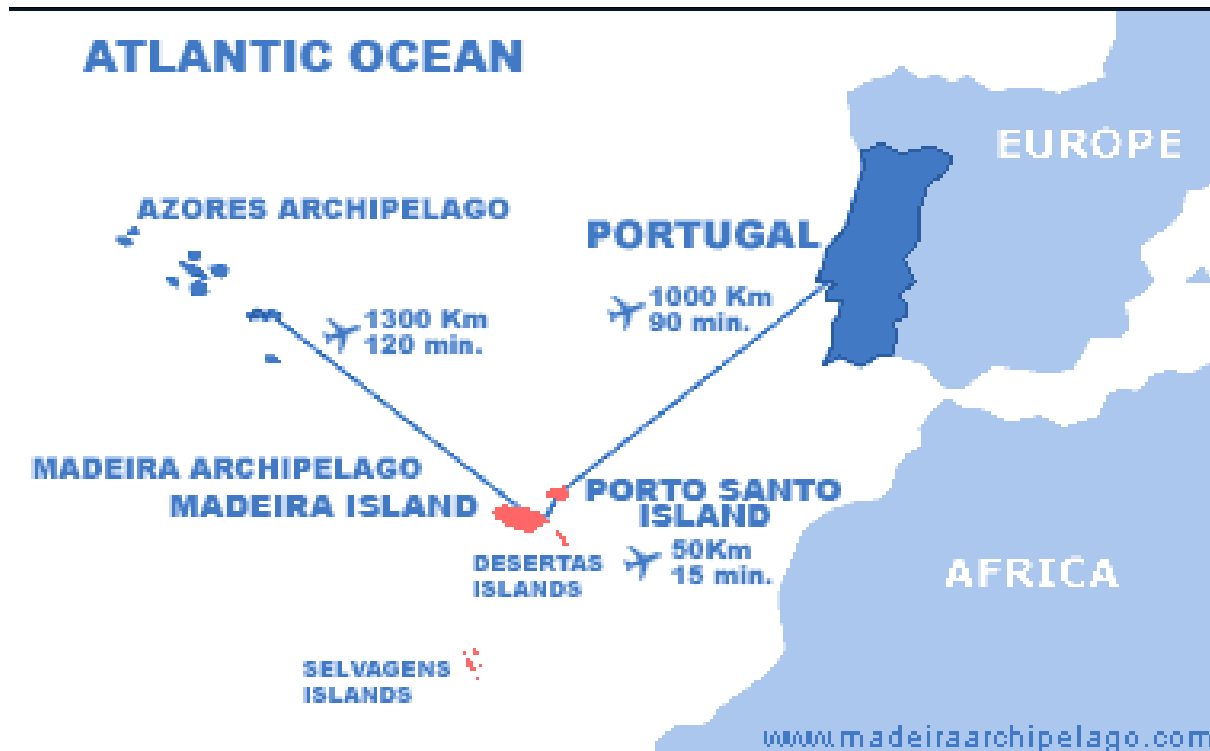 ATLANTIC OCEAN
EUROPE
AZORES ARCHIPELAGO
PORTUGAL
1000 Km
90 min.
1300 Km
120 min.
MADEIRA ARCHIPELAGO
MADEIRA ISLAND
PORTO SANTO
ISLAND
50Km
15 min.
DESERTAS
ISLANDS
AFRICA
SELVAGENS
ISLANDS
www.madeiraarchipelago.com